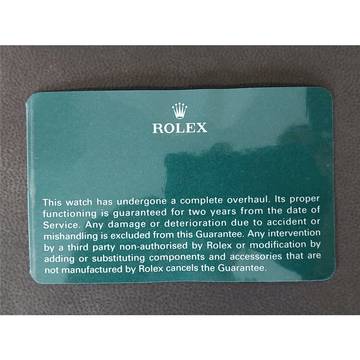 ROLEX
This watch has undergone a complete overhaul. Its proper
functioning is guaranteed for two years from the date of
Service. Any damage or deterioration due to accident or
mishandling is excluded from this Guarantee. Any intervention
by a third party non-authorised by Rolex or modification by
adding or substituting components and accessories that are
not manufactured by Rolex cancels the Guarantee.